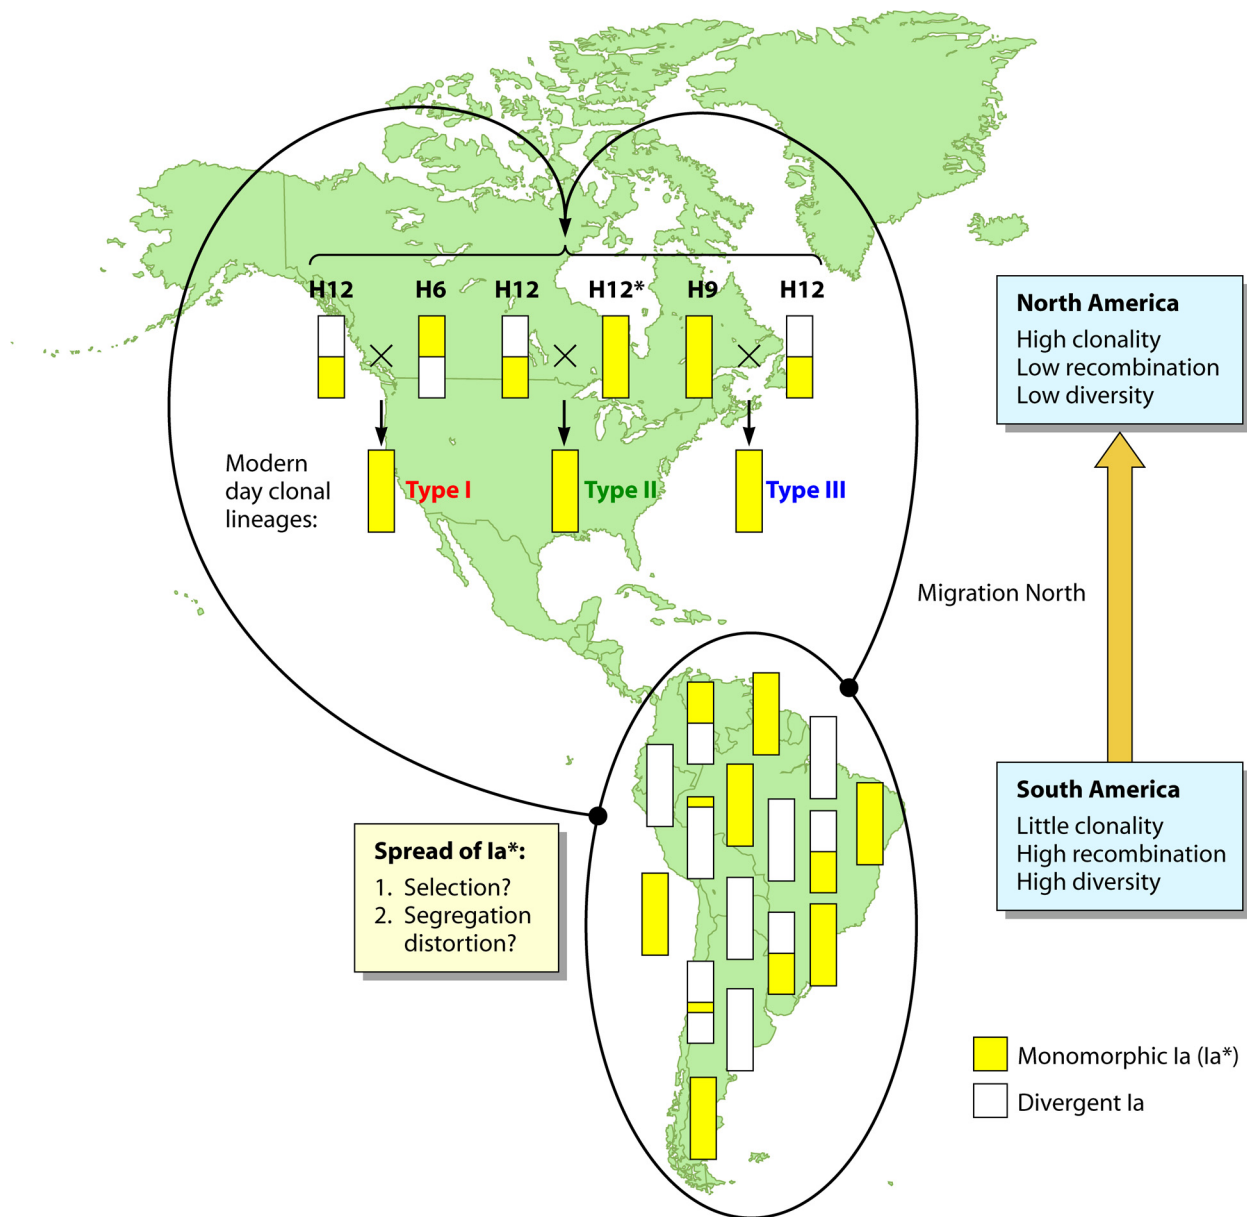 H12
H6
H12
H12*
H9
H12
Modern
day clonal
lineages:
Type I
Type II
Type III
North America
High clonality
Low recombination
Low diversity
Migration North
South America
Little clonality
High recombination
High diversity
Spread of Ia*:
1. Selection?
2. Segregation
distortion?
Monomorphic Ia (Ia*)
Divergent Ia